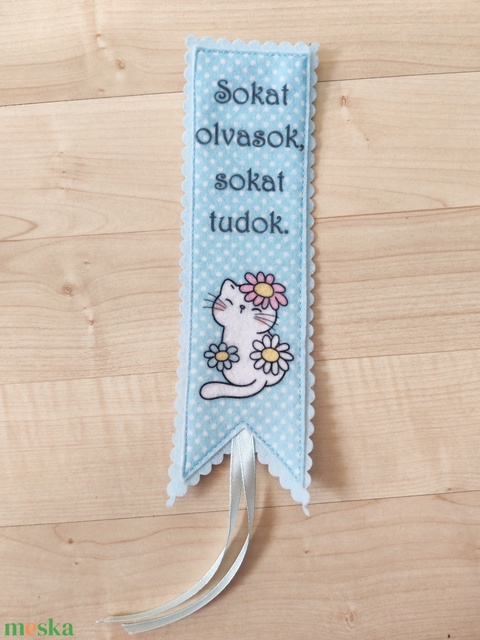 Sokat
olvasok,
sokat
tudok.
meska